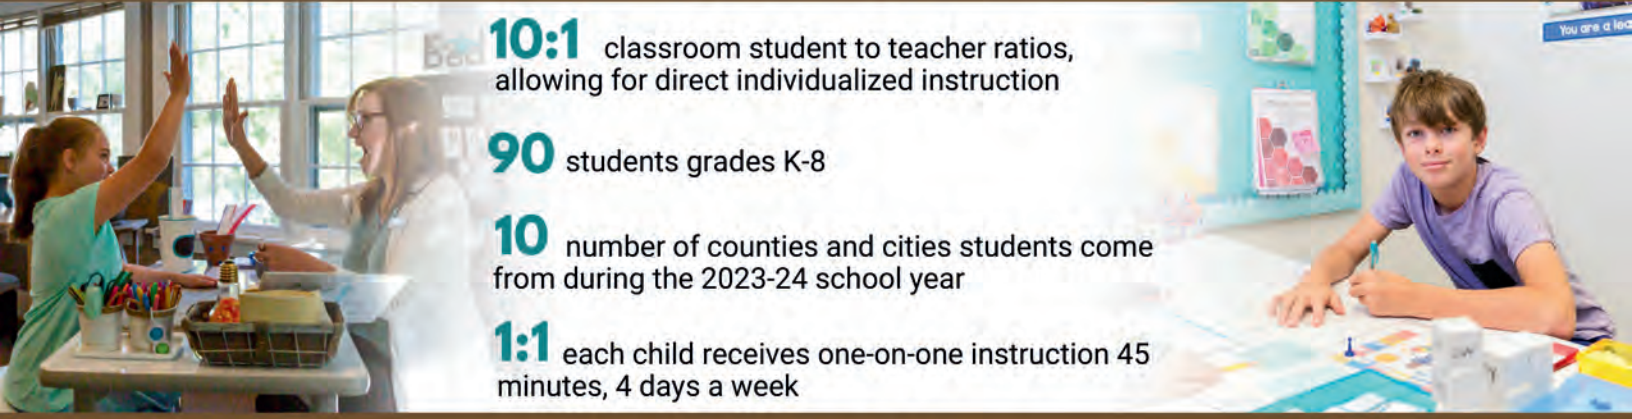 10:1 classroom student to teacher ratios,
allowing for direct individualized instruction
90 students grades K-8
10 number of counties and cities students come
from during the 2023-24 school year
1:1 each child receives one-on-one instruction 45
minutes, 4 days a week
You are a